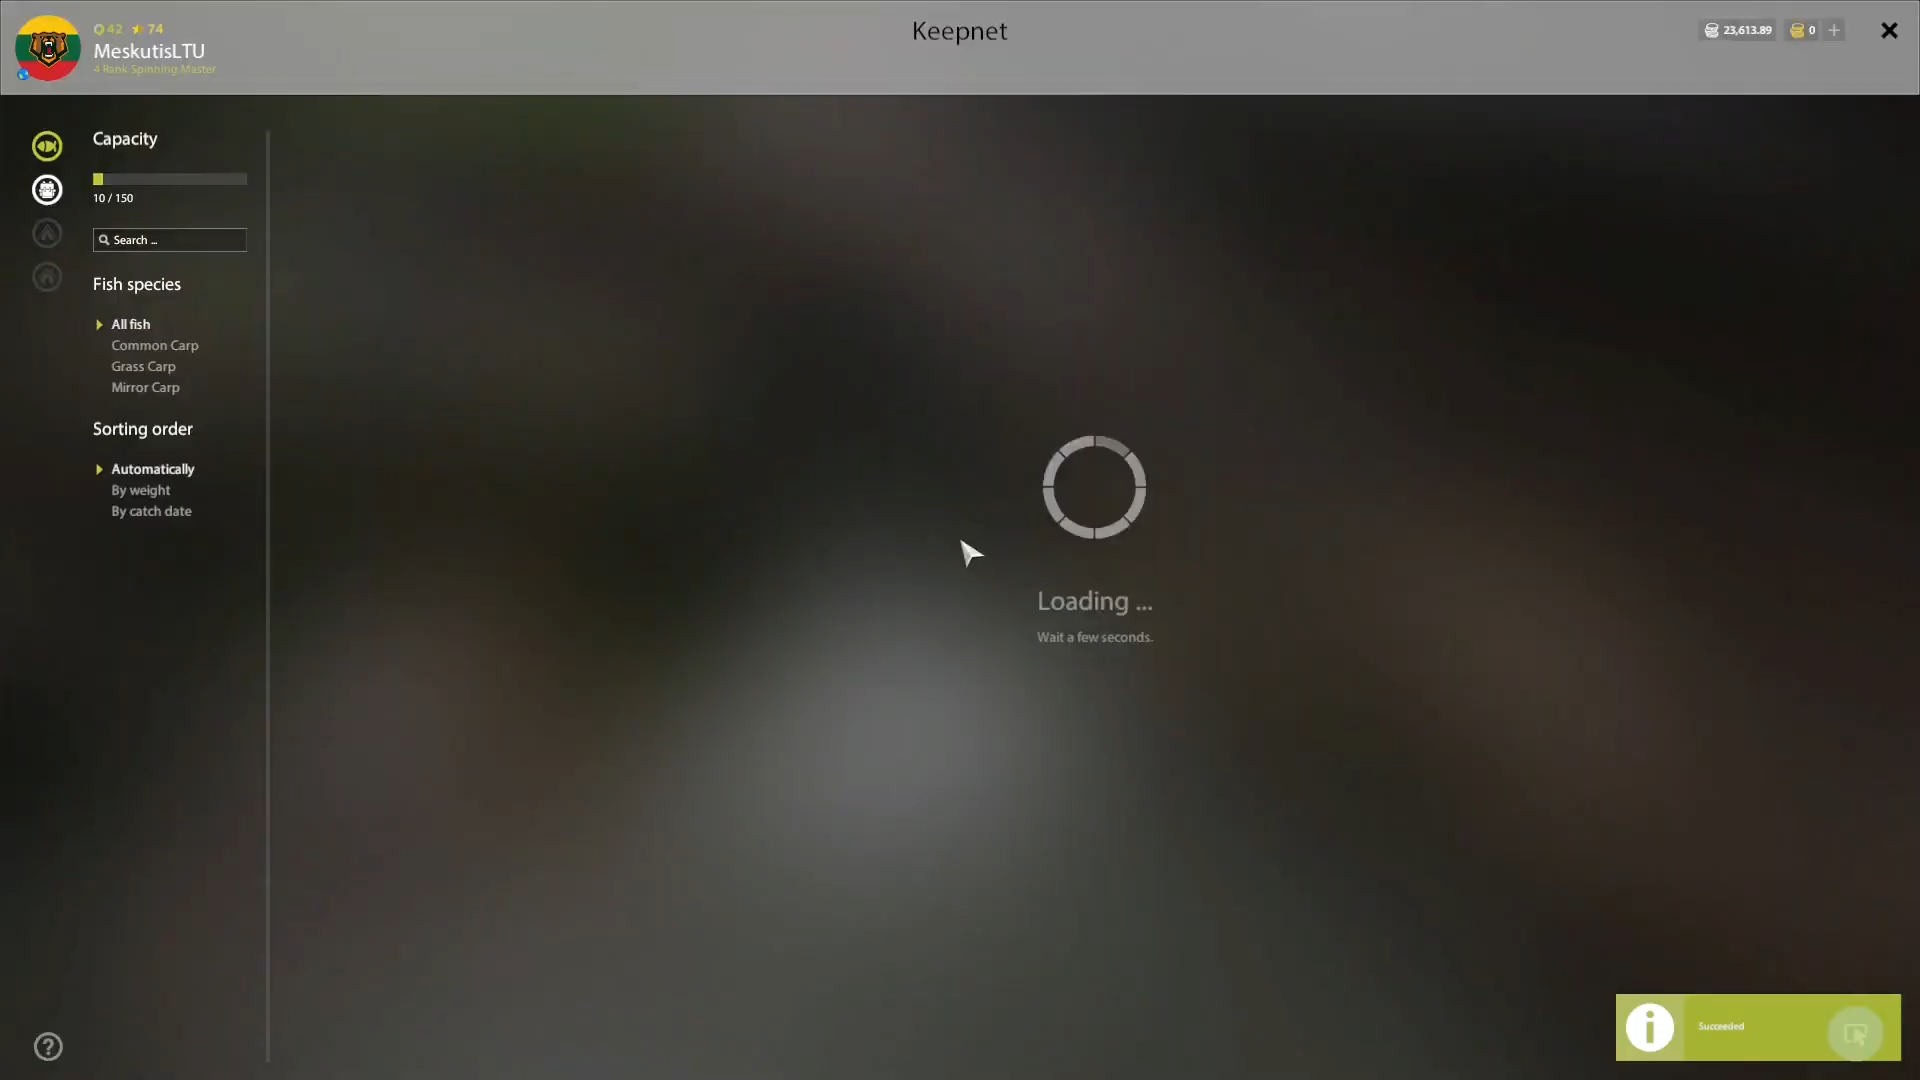 42 74
MeskutisLTU
4 Rank Spinning Master
Keepnet
23,613.89
0 +
Capacity
10 / 150
Search ...
Fish species
All fish
Common Carp
Grass Carp
Mirror Carp
Sorting order
Automatically
By weight
By catch date
Loading ...
Wait a few seconds.
Succeeded